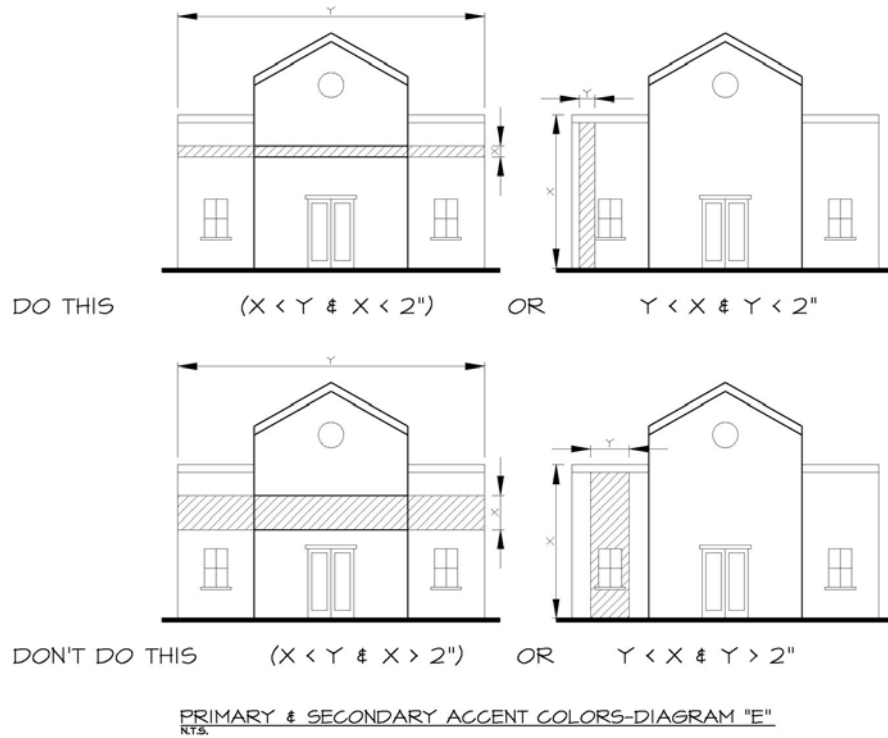 Y
Y
X
X
DO THIS (X < Y & X < 2") OR Y < X & Y < 2"
Y
Y
X
X
DON'T DO THIS (X < Y & X > 2") OR Y < X & Y > 2"
PRIMARY & SECONDARY ACCENT COLORS-DIAGRAM "E"
N.T.S.